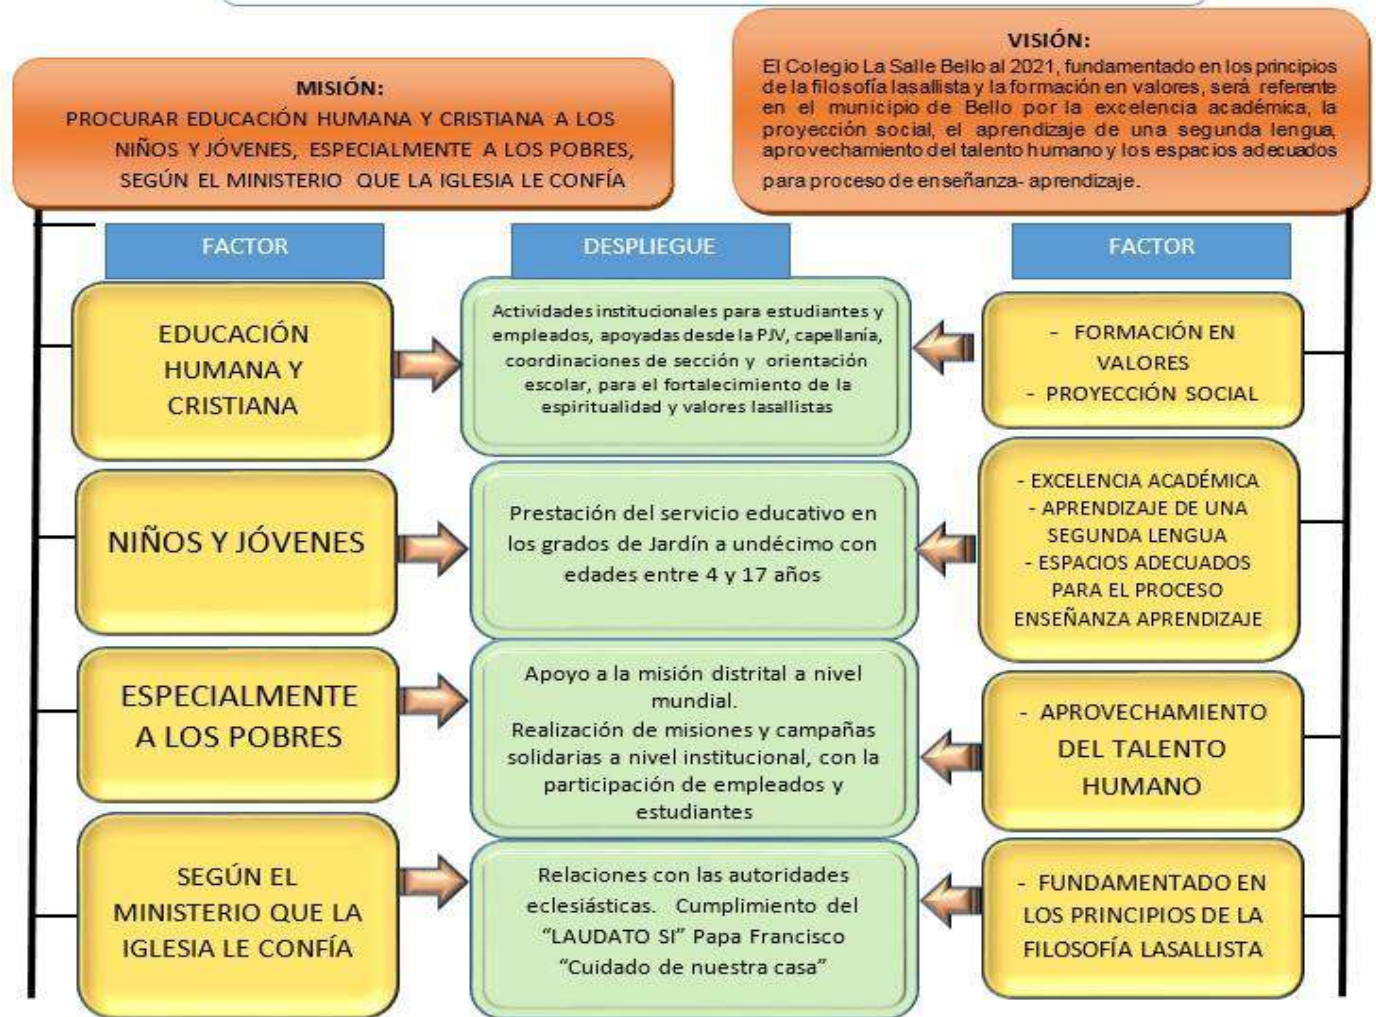 MISIÓN:
PROCURAR EDUCACIÓN HUMANA Y CRISTIANA A LOS
NIÑOS Y JÓVENES, ESPECIALMENTE A LOS POBRES,
SEGÚN EL MINISTERIO QUE LA IGLESIA LE CONFÍA
VISIÓN:
El Colegio La Salle Bello al 2021, fundamentado en los principios
de la filosofía lasallista y la formación en valores, será referente
en el municipio de Bello por la excelencia académica, la
proyección social, el aprendizaje de una segunda lengua,
aprovechamiento del talento humano y los espacios adecuados
para proceso de enseñanza- aprendizaje.
FACTOR
DESPLIEGUE
FACTOR
EDUCACIÓN
HUMANA Y
CRISTIANA
Actividades institucionales para estudiantes y
empleados, apoyadas desde la PJV, capellanía,
coordinaciones de sección y orientación
escolar, para el fortalecimiento de la
espiritualidad y valores lasallistas
- FORMACIÓN EN
VALORES
- PROYECCIÓN SOCIAL
NIÑOS Y JÓVENES
Prestación del servicio educativo en
los grados de Jardín a undécimo con
edades entre 4 y 17 años
- EXCELENCIA ACADÉMICA
- APRENDIZAJE DE UNA
SEGUNDA LENGUA
- ESPACIOS ADECUADOS
PARA EL PROCESO
ENSEÑANZA APRENDIZAJE
ESPECIALMENTE
A LOS POBRES
Apoyo a la misión distrital a nivel
mundial.
Realización de misiones y campañas
solidarias a nivel institucional, con la
participación de empleados y
estudiantes
- APROVECHAMIENTO
DEL TALENTO
HUMANO
SEGÚN EL
MINISTERIO QUE LA
IGLESIA LE CONFÍA
Relaciones con las autoridades
eclesiásticas. Cumplimiento del
“LAUDATO SI” Papa Francisco
“Cuidado de nuestra casa”
- FUNDAMENTADO EN
LOS PRINCIPIOS DE LA
FILOSOFÍA LASALLISTA